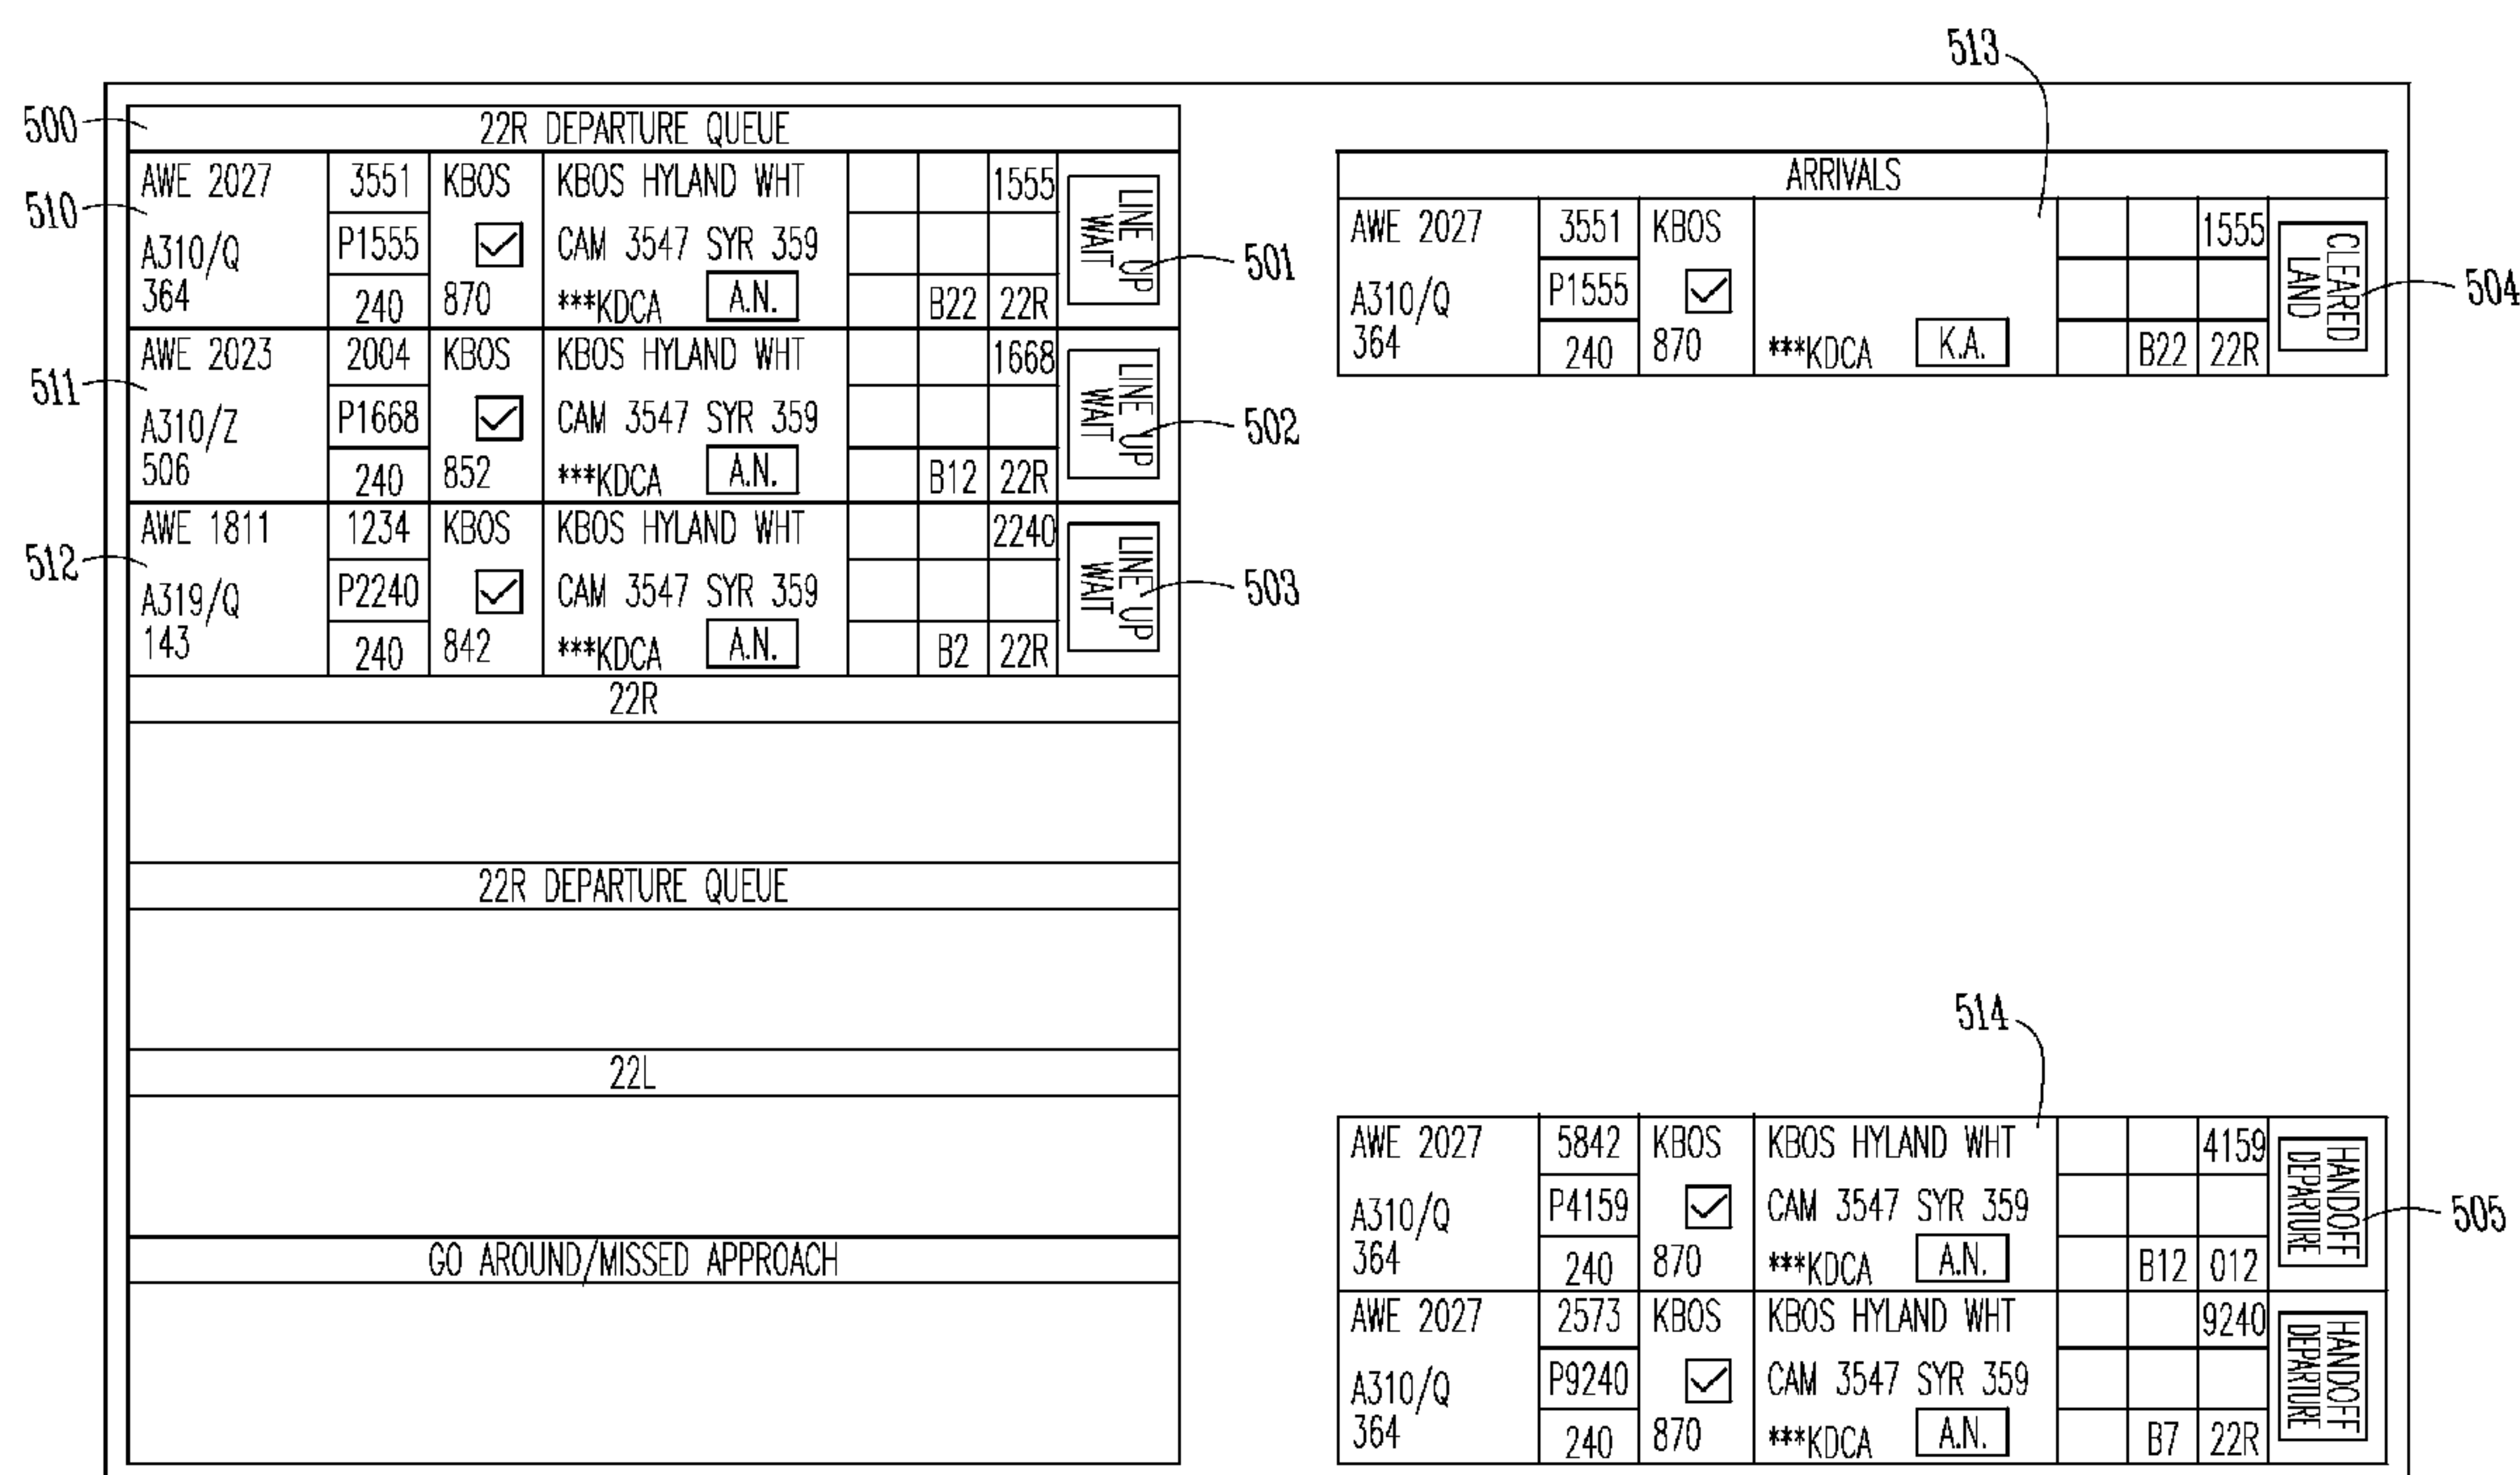 513
500
22R DEPARTURE QUEUE
510
AWE 2027 3551 KBOS KBOS HYLAND WHT 1555
A310/Q P1555 CAM 3547 SYR 359
364 240 870 ***KDCA A.N. B22 22R
LINE UP
WAIT
501
511
AWE 2023 2004 KBOS KBOS HYLAND WHT 1668
A310/Z P1668 CAM 3547 SYR 359
506 240 852 ***KDCA A.N. B12 22R
LINE UP
WAIT
502
512
AWE 1811 1234 KBOS KBOS HYLAND WHT 2240
A319/Q P2240 CAM 3547 SYR 359
143 240 842 ***KDCA A.N. B2 22R
LINE UP
WAIT
503
22R
22R DEPARTURE QUEUE
22L
GO AROUND/MISSED APPROACH
ARRIVALS
AWE 2027 3551 KBOS 1555
A310/Q P1555
364 240 870 ***KDCA K.A. B22 22R
CLEARED
LAND
504
514
AWE 2027 5842 KBOS KBOS HYLAND WHT 4159
A310/Q P4159 CAM 3547 SYR 359
364 240 870 ***KDCA A.N. B12 012
HANDOFF
DEPARTURE
505
AWE 2027 2573 KBOS KBOS HYLAND WHT 9240
A310/Q P9240 CAM 3547 SYR 359
364 240 870 ***KDCA A.N. B7 22R
HANDOFF
DEPARTURE